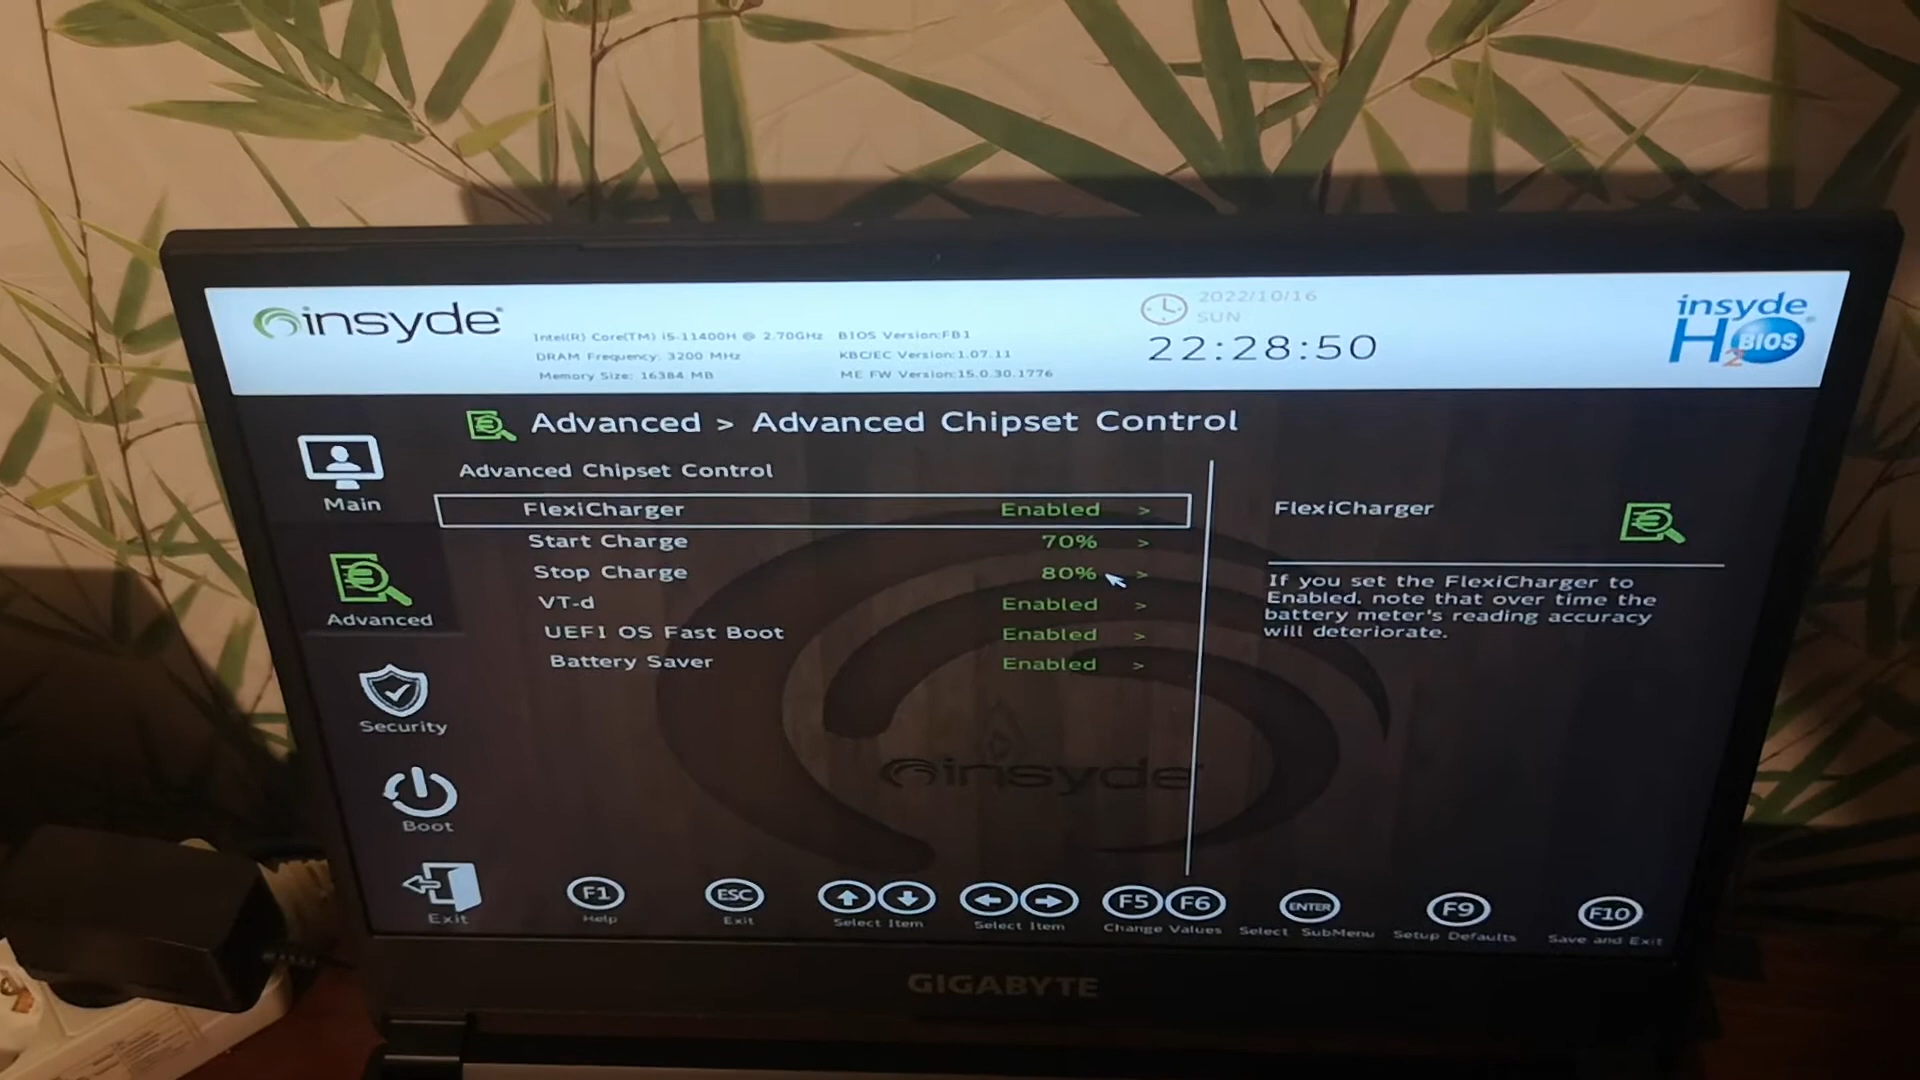 insyde
Intel(R) Core(TM) i5-11400H @ 2.70GHz
DRAM Frequency: 3200 MHz
Memory Size: 16384 MB
BIOS Version:FB1
KBC/EC Version:1.07.11
ME FW Version:15.0.30.1776
2022/10/16
SUN
22:28:50
insyde
H2BIOS
Main
Advanced
Security
Boot
Exit
Advanced > Advanced Chipset Control
Advanced Chipset Control
FlexiCharger Enabled >
Start Charge 70% >
Stop Charge 80% >
VT-d Enabled >
UEFI OS Fast Boot Enabled >
Battery Saver Enabled >
FlexiCharger
If you set the FlexiCharger to
Enabled, note that over time the
battery meter's reading accuracy
will deteriorate.
insyde
F1
Help
ESC
Exit
Select Item
Select Item
F5 F6
Change Values
ENTER
Select SubMenu
F9
Setup Defaults
F10
Save and Exit
GIGABYTE